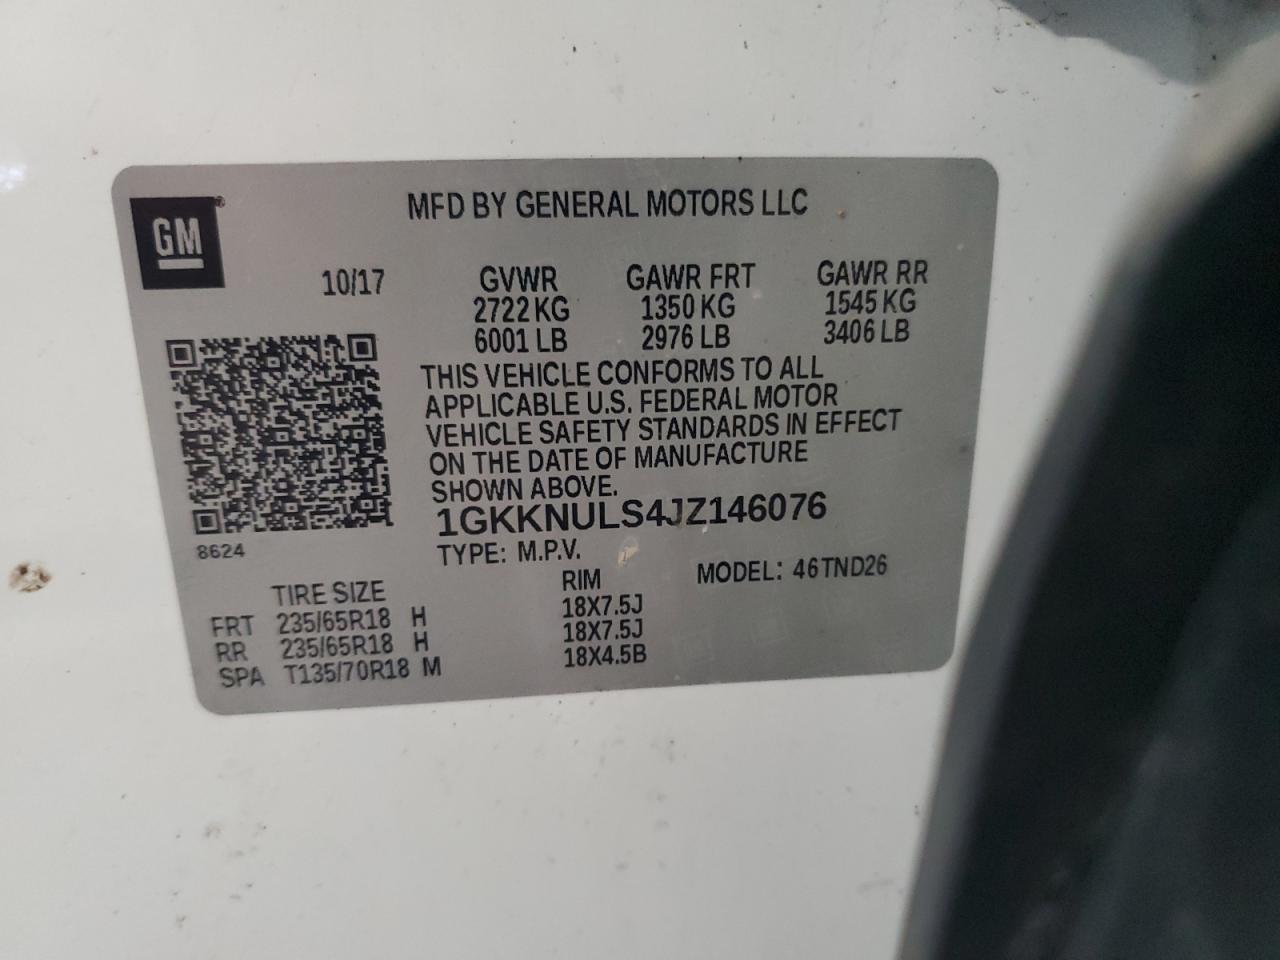 GM
MFD BY GENERAL MOTORS LLC
10/17 GVWR GAWR FRT GAWR RR
2722 KG 1350 KG 1545 KG
6001 LB 2976 LB 3406 LB
THIS VEHICLE CONFORMS TO ALL
APPLICABLE U.S. FEDERAL MOTOR
VEHICLE SAFETY STANDARDS IN EFFECT
ON THE DATE OF MANUFACTURE
SHOWN ABOVE.
1GKKNULS4JZ146076
8624
TYPE: M.P.V. MODEL: 46TND26
TIRE SIZE RIM
FRT 235/65R18 H 18X7.5J
RR 235/65R18 H 18X7.5J
SPA T135/70R18 M 18X4.5B